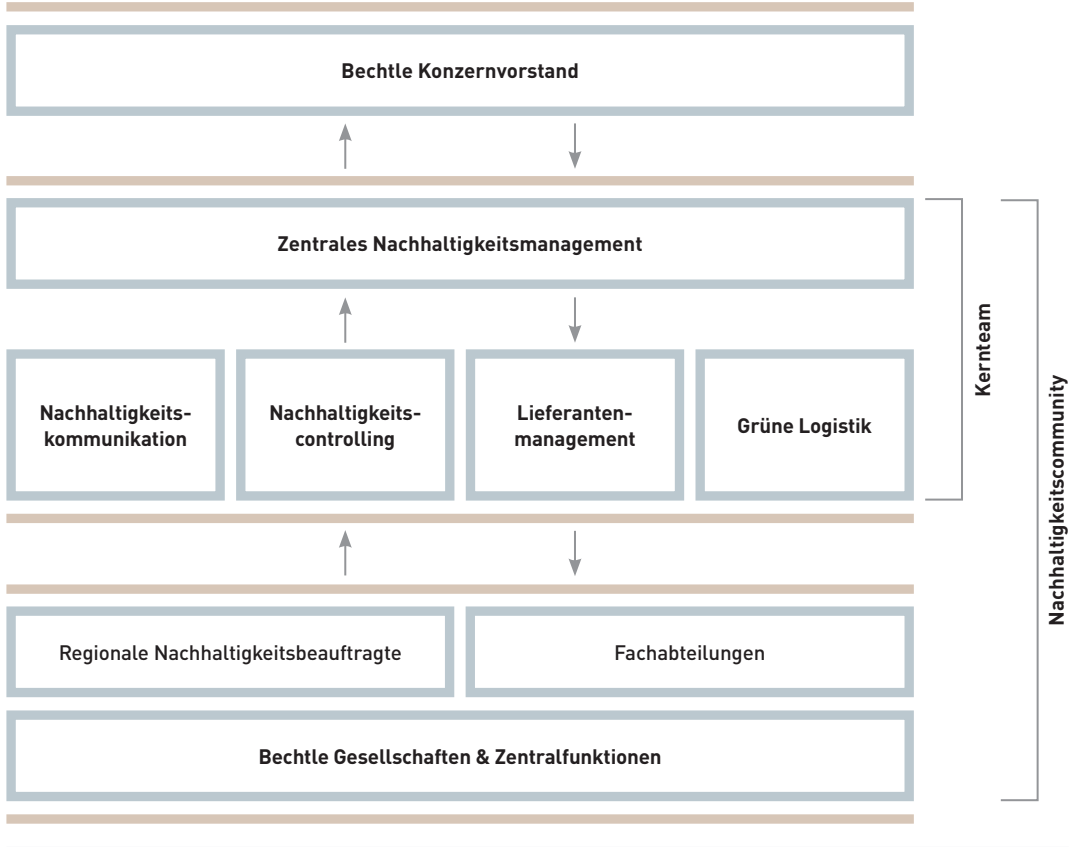 Bechtle Konzernvorstand
Zentrales Nachhaltigkeitsmanagement
Nachhaltigkeits-
kommunikation
Nachhaltigkeits-
controlling
Lieferanten-
management
Grüne Logistik
Kernteam
Regionale Nachhaltigkeitsbeauftragte
Fachabteilungen
Bechtle Gesellschaften & Zentralfunktionen
Nachhaltigkeitscommunity